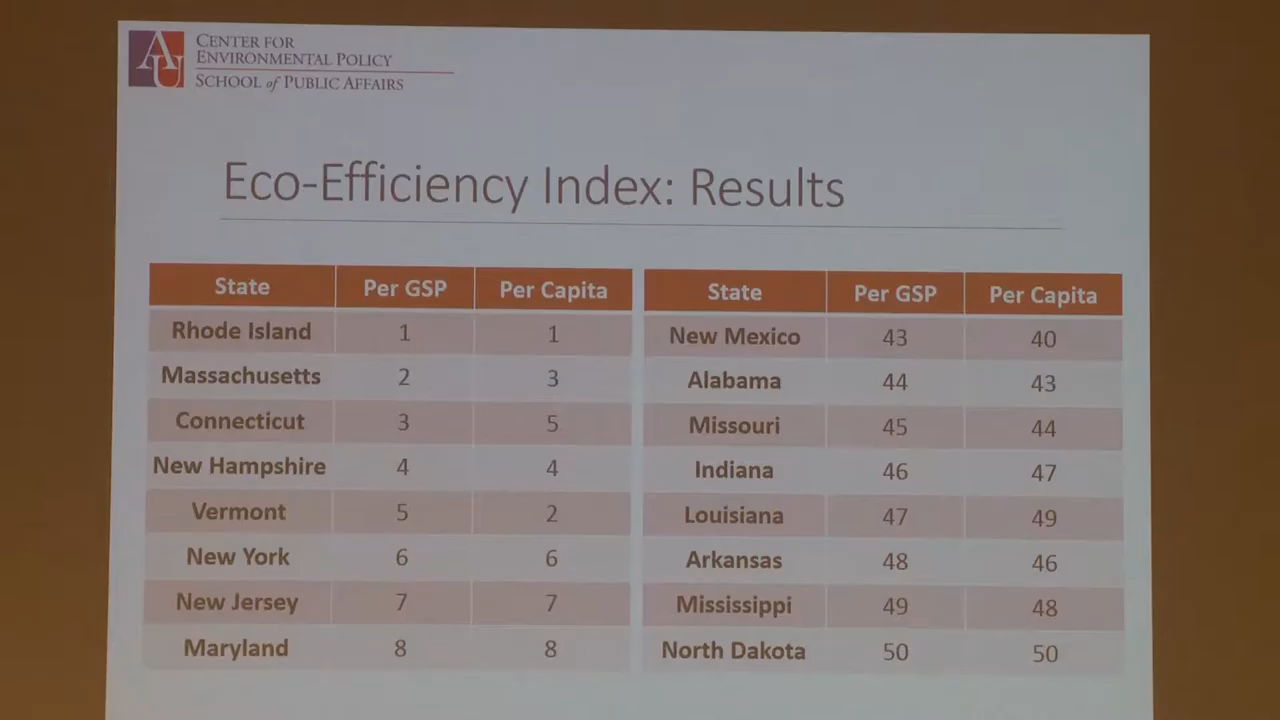 AU
CENTER FOR
ENVIRONMENTAL POLICY
SCHOOL of PUBLIC AFFAIRS
Eco-Efficiency Index: Results
State Per GSP Per Capita
Rhode Island 1 1
Massachusetts 2 3
Connecticut 3 5
New Hampshire 4 4
Vermont 5 2
New York 6 6
New Jersey 7 7
Maryland 8 8
State Per GSP Per Capita
New Mexico 43 40
Alabama 44 43
Missouri 45 44
Indiana 46 47
Louisiana 47 49
Arkansas 48 46
Mississippi 49 48
North Dakota 50 50